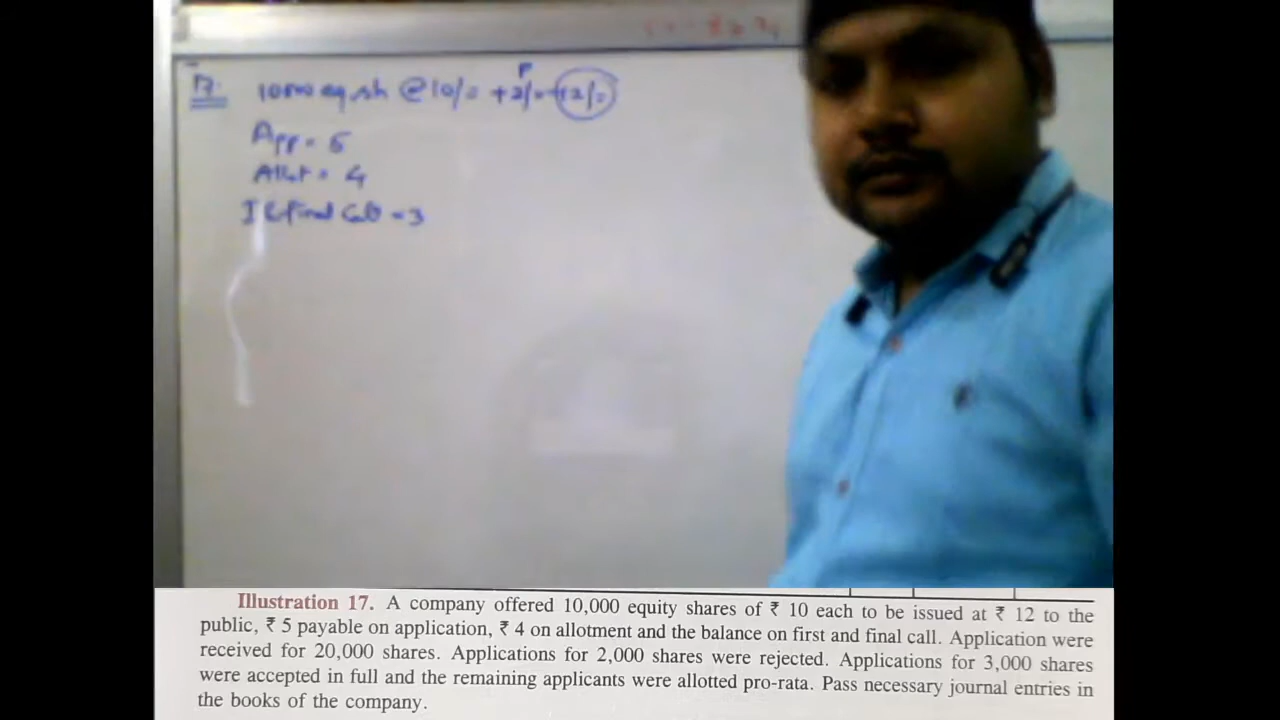 17. 10000 eq sh @ 10/= +2/= = 12/=
P
App = 5
Allot = 4
I & Final Call = 3
Illustration 17. A company offered 10,000 equity shares of ₹ 10 each to be issued at ₹ 12 to the
public, ₹ 5 payable on application, ₹ 4 on allotment and the balance on first and final call. Application were
received for 20,000 shares. Applications for 2,000 shares were rejected. Applications for 3,000 shares
were accepted in full and the remaining applicants were allotted pro-rata. Pass necessary journal entries in
the books of the company.